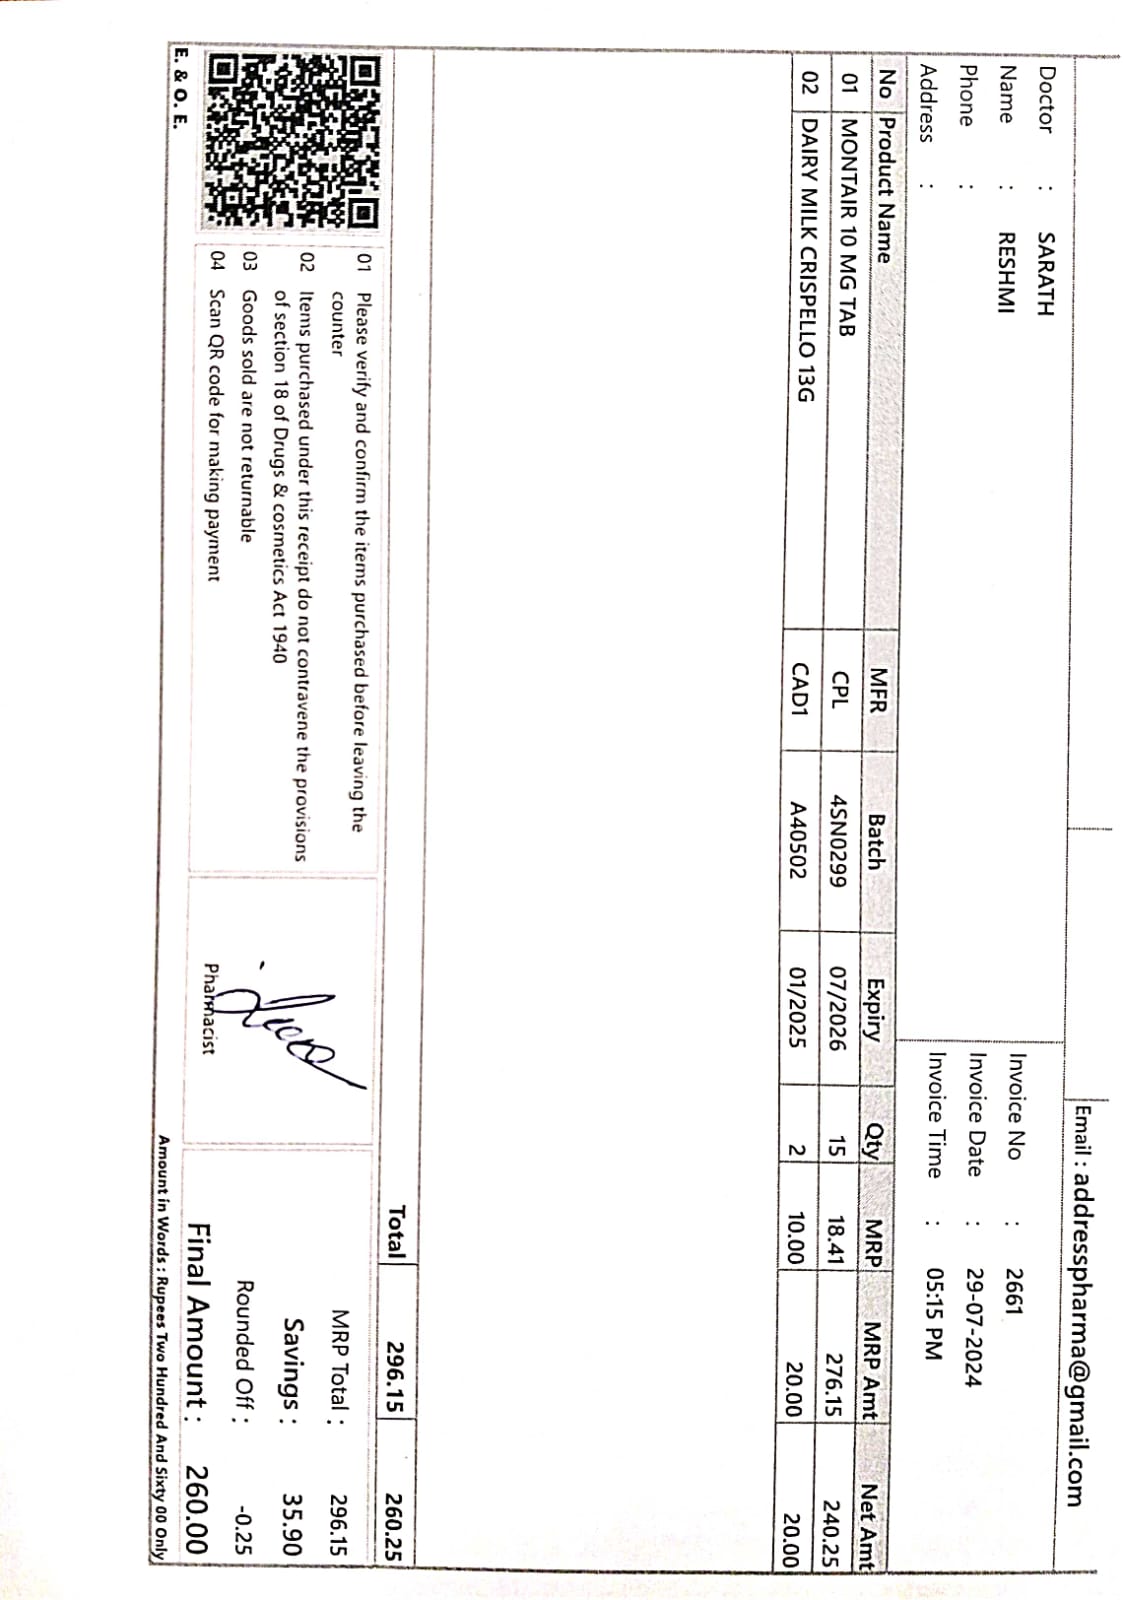 Email : addresspharma@gmail.com
Doctor : SARATH
Name : RESHMI
Phone :
Address :
Invoice No : 2661
Invoice Date : 29-07-2024
Invoice Time : 05:15 PM
No Product Name MFR Batch Expiry Qty MRP MRP Amt Net Amt
01 MONTAIR 10 MG TAB CPL 4SN0299 07/2026 15 18.41 276.15 240.25
02 DAIRY MILK CRISPELLO 13G CAD1 A40502 01/2025 2 10.00 20.00 20.00
Total 296.15 260.25
01 Please verify and confirm the items purchased before leaving the
counter
02 Items purchased under this receipt do not contravene the provisions
of section 18 of Drugs & cosmetics Act 1940
03 Goods sold are not returnable
04 Scan QR code for making payment
Pharmacist
MRP Total : 296.15
Savings : 35.90
Rounded Off : -0.25
Final Amount : 260.00
E. & O. E.
Amount in Words : Rupees Two Hundred And Sixty 00 Only